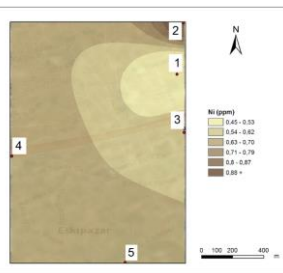 2
N
1
3
4
5
Ni (ppm)
0,45 - 0,53
0,54 - 0,62
0,63 - 0,70
0,71 - 0,79
0,8 - 0,87
0,88 +
Eskipazar
0 100 200 400
m